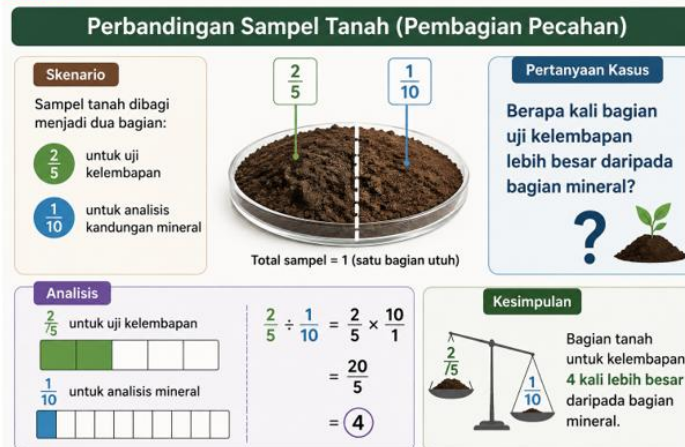 Perbandingan Sampel Tanah (Pembagian Pecahan)
Skenario
Sampel tanah dibagi
menjadi dua bagian:
2/5 untuk uji
kelembapan
1/10 untuk analisis
kandungan mineral
2/5
1/10
Total sampel = 1 (satu bagian utuh)
Pertanyaan Kasus
Berapa kali bagian
uji kelembapan
lebih besar daripada
bagian mineral?
?
Analisis
2/5 untuk uji kelembapan
1/10 untuk analisis mineral
2/5 ÷ 1/10 = 2/5 × 10/1
= 20/5
= 4
Kesimpulan
2/5
1/10
Bagian tanah
untuk kelembapan
4 kali lebih besar
daripada bagian
mineral.